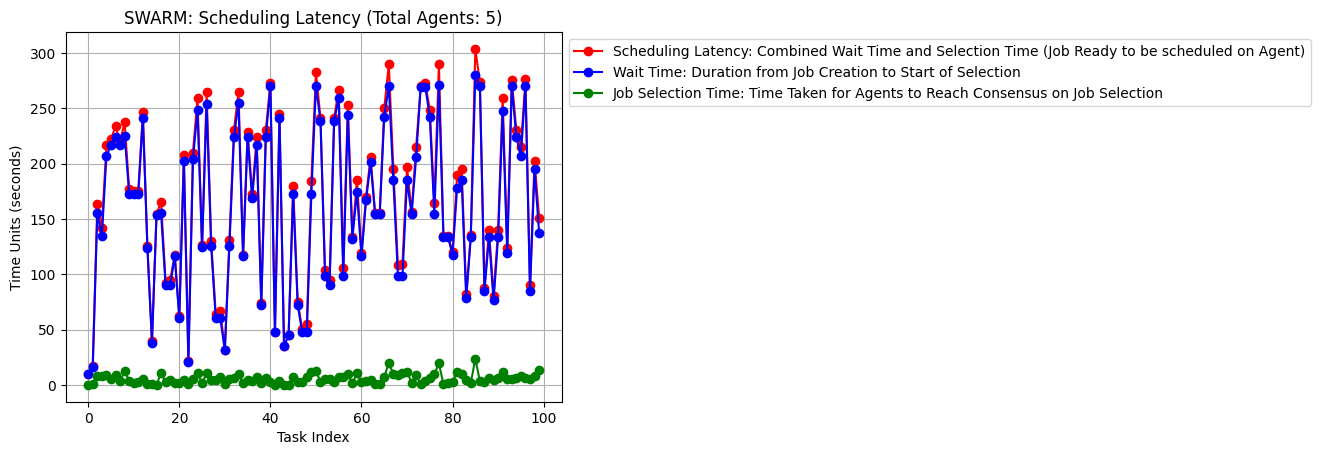 SWARM: Scheduling Latency (Total Agents: 5)
Scheduling Latency: Combined Wait Time and Selection Time (Job Ready to be scheduled on Agent)
Wait Time: Duration from Job Creation to Start of Selection
Job Selection Time: Time Taken for Agents to Reach Consensus on Job Selection
Time Units (seconds)
300
250
200
150
100
50
0
0 20 40 60 80 100
Task Index